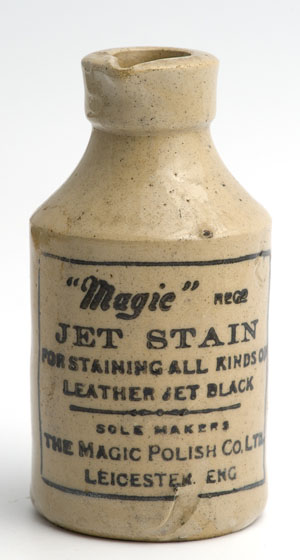 "Magic" REGD
JET STAIN
FOR STAINING ALL KINDS OF
LEATHER JET BLACK
SOLE MAKERS
THE MAGIC POLISH CO. LTD.
LEICESTER, ENG